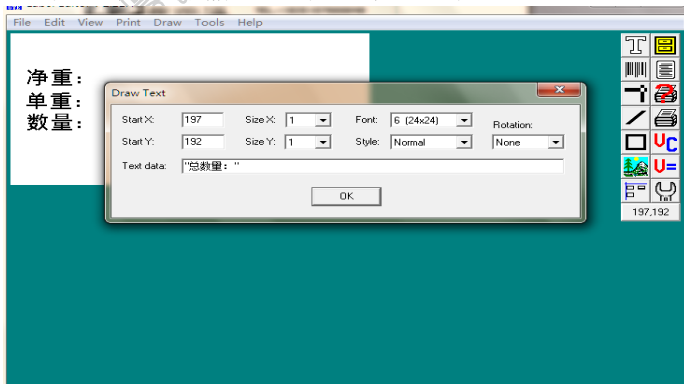 File Edit View Print Draw Tools Help
净重：
单重：
数量：
Draw Text
Start X: 197 Size X: 1 Font: 6 (24x24) Rotation:
Start Y: 192 Size Y: 1 Style: Normal None
Text data: "总数量："
OK
T
VC
V=
TnT
197,192